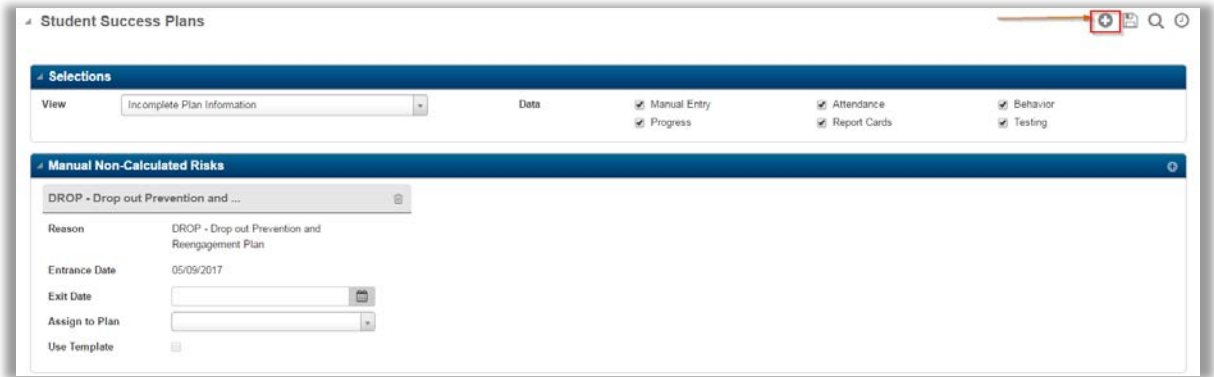 Student Success Plans
Selections
View Incomplete Plan Information Data Manual Entry Attendance Behavior
Progress Report Cards Testing
Manual Non-Calculated Risks
DROP - Drop out Prevention and ...
Reason DROP - Drop out Prevention and
Reengagement Plan
Entrance Date 05/09/2017
Exit Date
Assign to Plan
Use Template